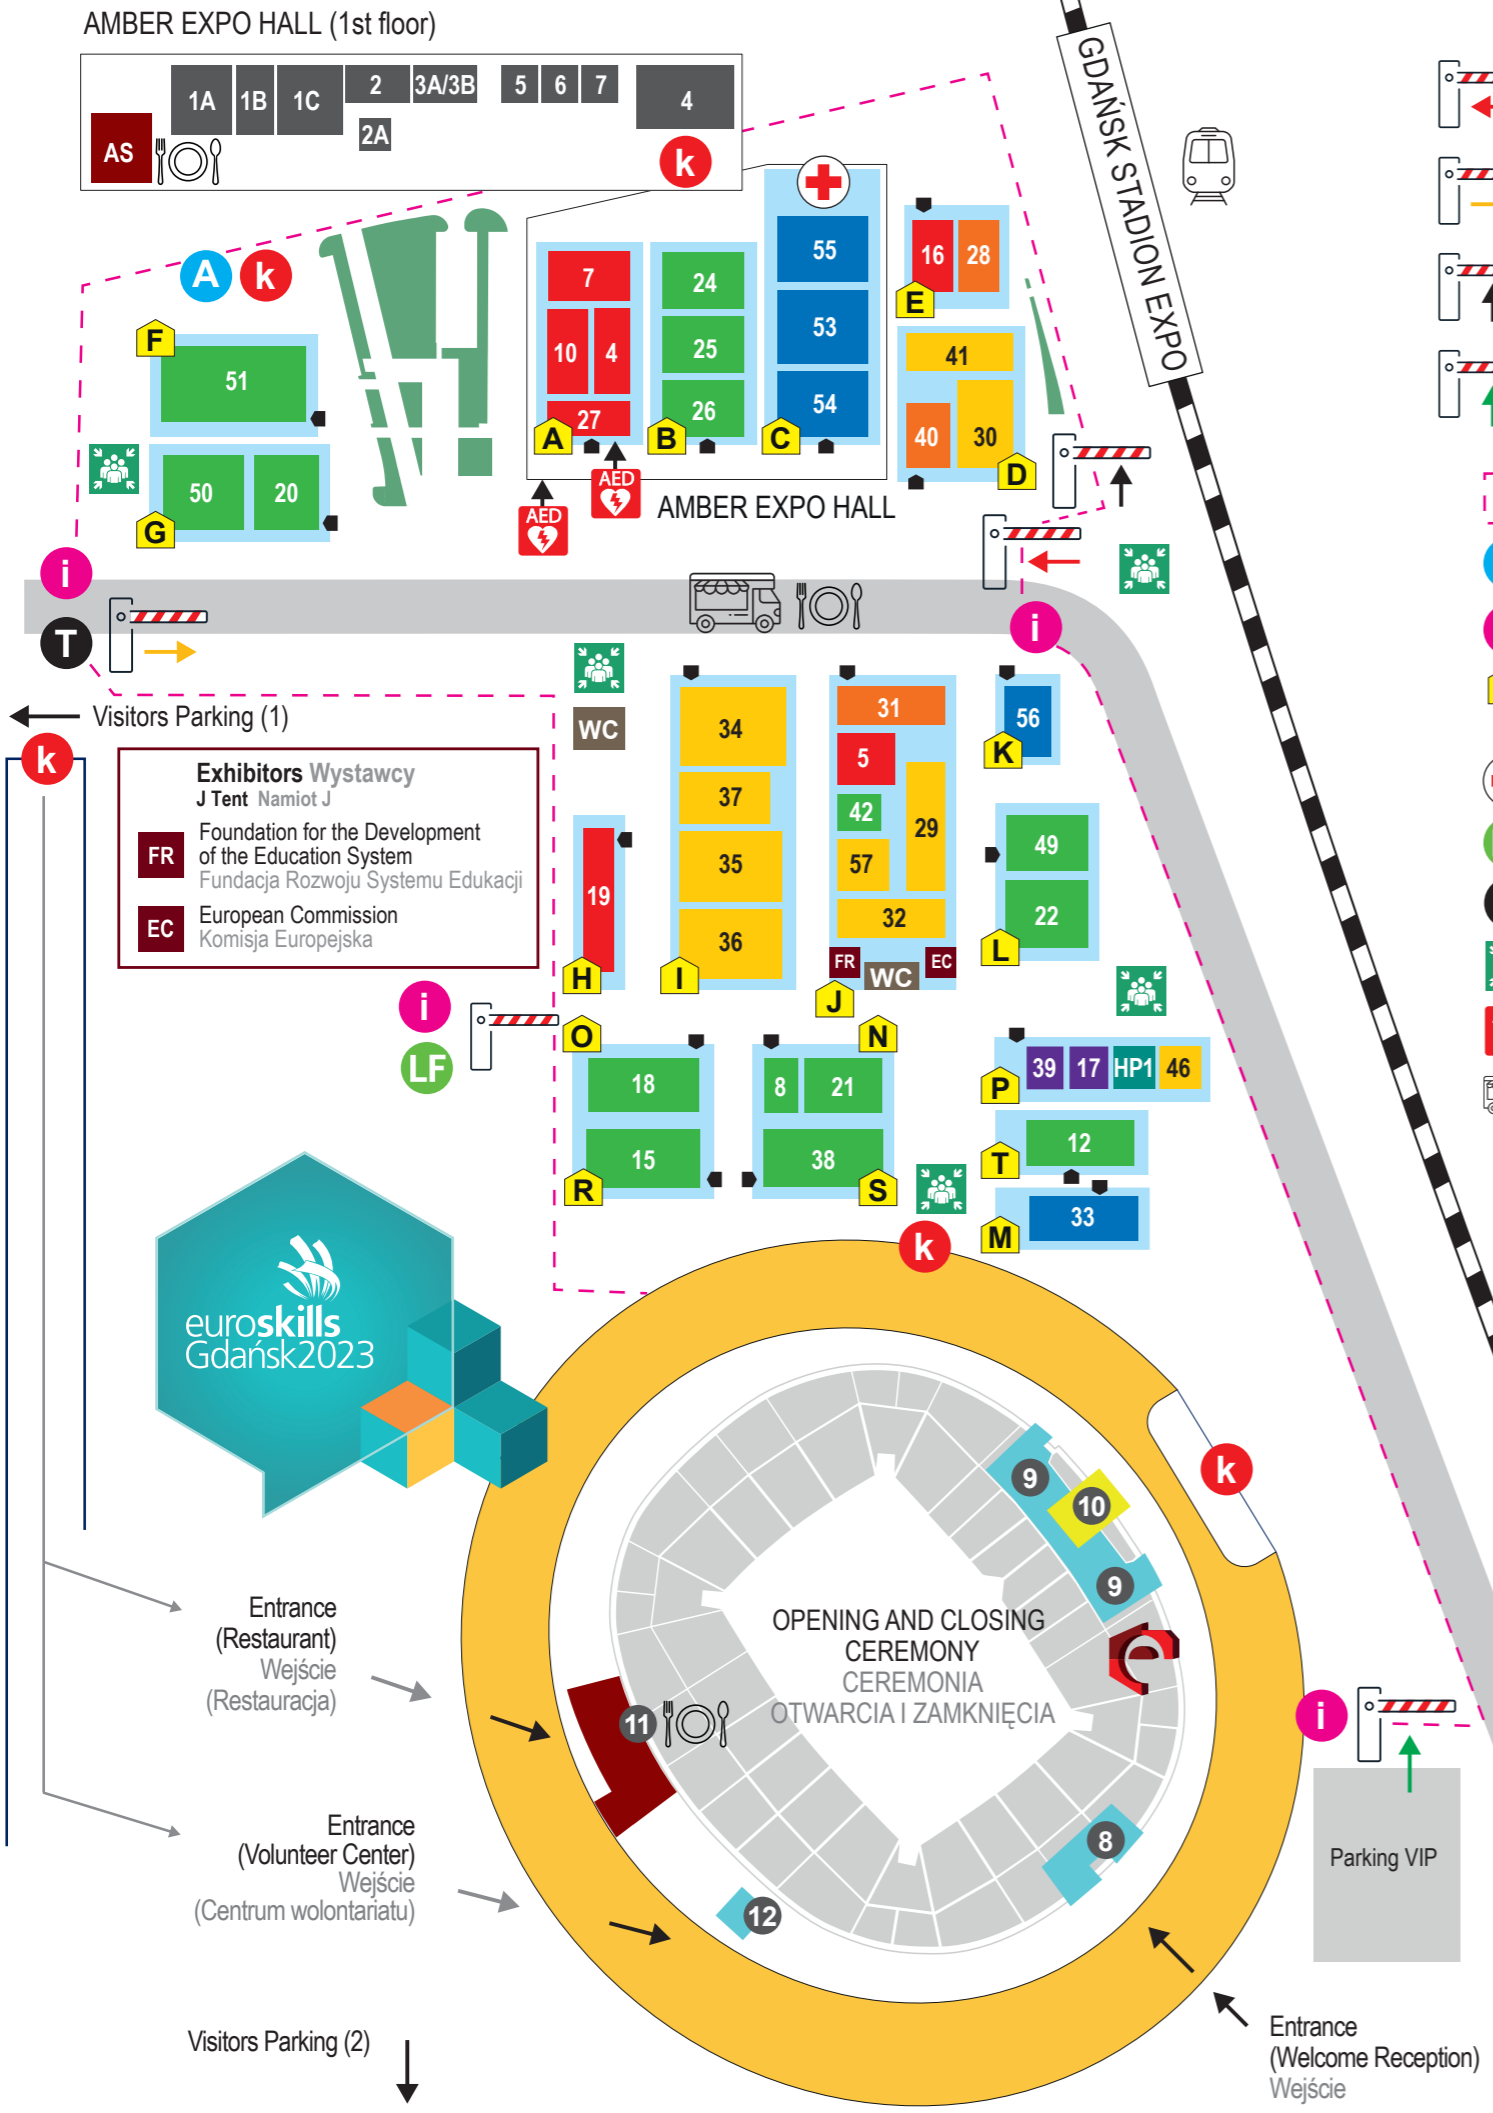 AMBER EXPO HALL (1st floor)
1A
1B
1C
2
3A/3B
5
6
7
4
2A
AS
k
GDAŃSK STADION EXPO
A
k
F
51
50
20
G
7
10
4
27
A
24
25
26
B
55
53
54
C
16
28
E
41
40
30
D
AED
AED
AMBER EXPO HALL
i
T
i
Visitors Parking (1)
k
Exhibitors Wystawcy
J Tent Namiot J
FR
Foundation for the Development
of the Education System
Fundacja Rozwoju Systemu Edukacji
EC
European Commission
Komisja Europejska
WC
19
H
34
37
35
36
I
31
5
42
57
29
32
FR
WC
EC
J
56
K
49
22
L
i
LF
O
18
15
R
N
8
21
38
S
39
17
HP1
46
P
12
T
33
M
k
euroskills
Gdańsk2023
k
9
10
9
OPENING AND CLOSING
CEREMONY
CEREMONIA
OTWARCIA I ZAMKNIĘCIA
e
11
8
12
Entrance
(Restaurant)
Wejście
(Restauracja)
Entrance
(Volunteer Center)
Wejście
(Centrum wolontariatu)
i
Parking VIP
Visitors Parking (2)
Entrance
(Welcome Reception)
Wejście